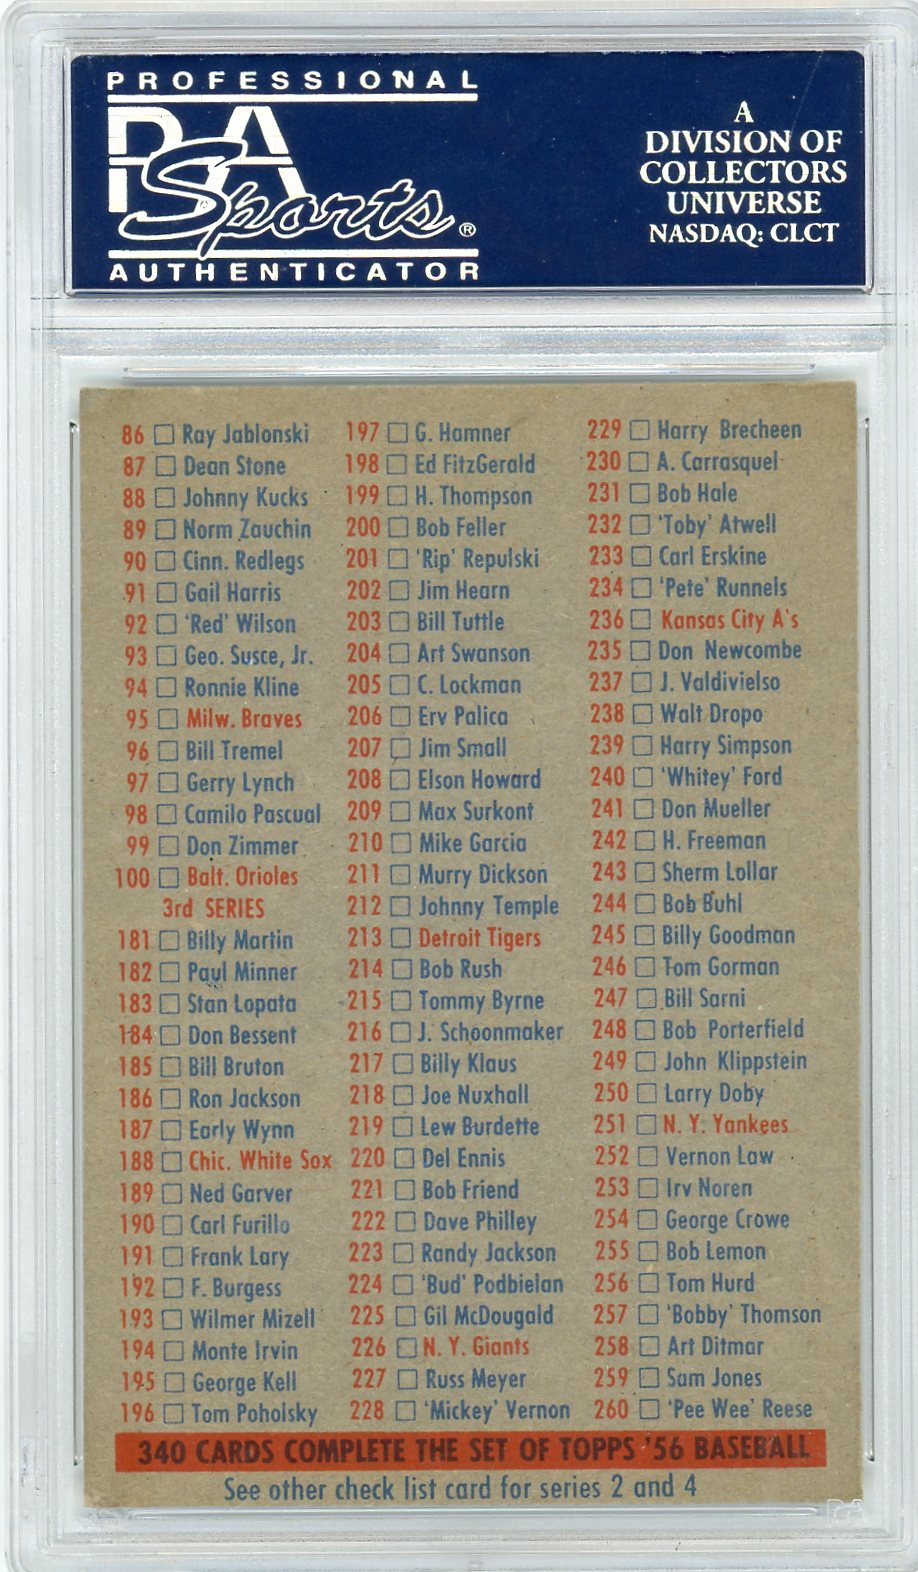 PROFESSIONAL
PSA
Sports®
AUTHENTICATOR
A
DIVISION OF
COLLECTORS
UNIVERSE
NASDAQ: CLCT
86 Ray Jablonski
87 Dean Stone
88 Johnny Kucks
89 Norm Zauchin
90 Cinn. Redlegs
91 Gail Harris
92 'Red' Wilson
93 Geo. Susce, Jr.
94 Ronnie Kline
95 Milw. Braves
96 Bill Tremel
97 Gerry Lynch
98 Camilo Pascual
99 Don Zimmer
100 Balt. Orioles
3rd SERIES
181 Billy Martin
182 Paul Minner
183 Stan Lopata
184 Don Bessent
185 Bill Bruton
186 Ron Jackson
187 Early Wynn
188 Chic. White Sox
189 Ned Garver
190 Carl Furillo
191 Frank Lary
192 F. Burgess
193 Wilmer Mizell
194 Monte Irvin
195 George Kell
196 Tom Poholsky
197 G. Hamner
198 Ed FitzGerald
199 H. Thompson
200 Bob Feller
201 'Rip' Repulski
202 Jim Hearn
203 Bill Tuttle
204 Art Swanson
205 C. Lockman
206 Erv Palica
207 Jim Small
208 Elson Howard
209 Max Surkont
210 Mike Garcia
211 Murry Dickson
212 Johnny Temple
213 Detroit Tigers
214 Bob Rush
215 Tommy Byrne
216 J. Schoonmaker
217 Billy Klaus
218 Joe Nuxhall
219 Lew Burdette
220 Del Ennis
221 Bob Friend
222 Dave Philley
223 Randy Jackson
224 'Bud' Podbielan
225 Gil McDougald
226 N. Y. Giants
227 Russ Meyer
228 'Mickey' Vernon
229 Harry Brecheen
230 A. Carrasquel
231 Bob Hale
232 'Toby' Atwell
233 Carl Erskine
234 'Pete' Runnels
236 Kansas City A's
235 Don Newcombe
237 J. Valdivielso
238 Walt Dropo
239 Harry Simpson
240 'Whitey' Ford
241 Don Mueller
242 H. Freeman
243 Sherm Lollar
244 Bob Buhl
245 Billy Goodman
246 Tom Gorman
247 Bill Sarni
248 Bob Porterfield
249 John Klippstein
250 Larry Doby
251 N. Y. Yankees
252 Vernon Law
253 Irv Noren
254 George Crowe
255 Bob Lemon
256 Tom Hurd
257 'Bobby' Thomson
258 Art Ditmar
259 Sam Jones
260 'Pee Wee' Reese
340 CARDS COMPLETE THE SET OF TOPPS '56 BASEBALL
See other check list card for series 2 and 4
PSA